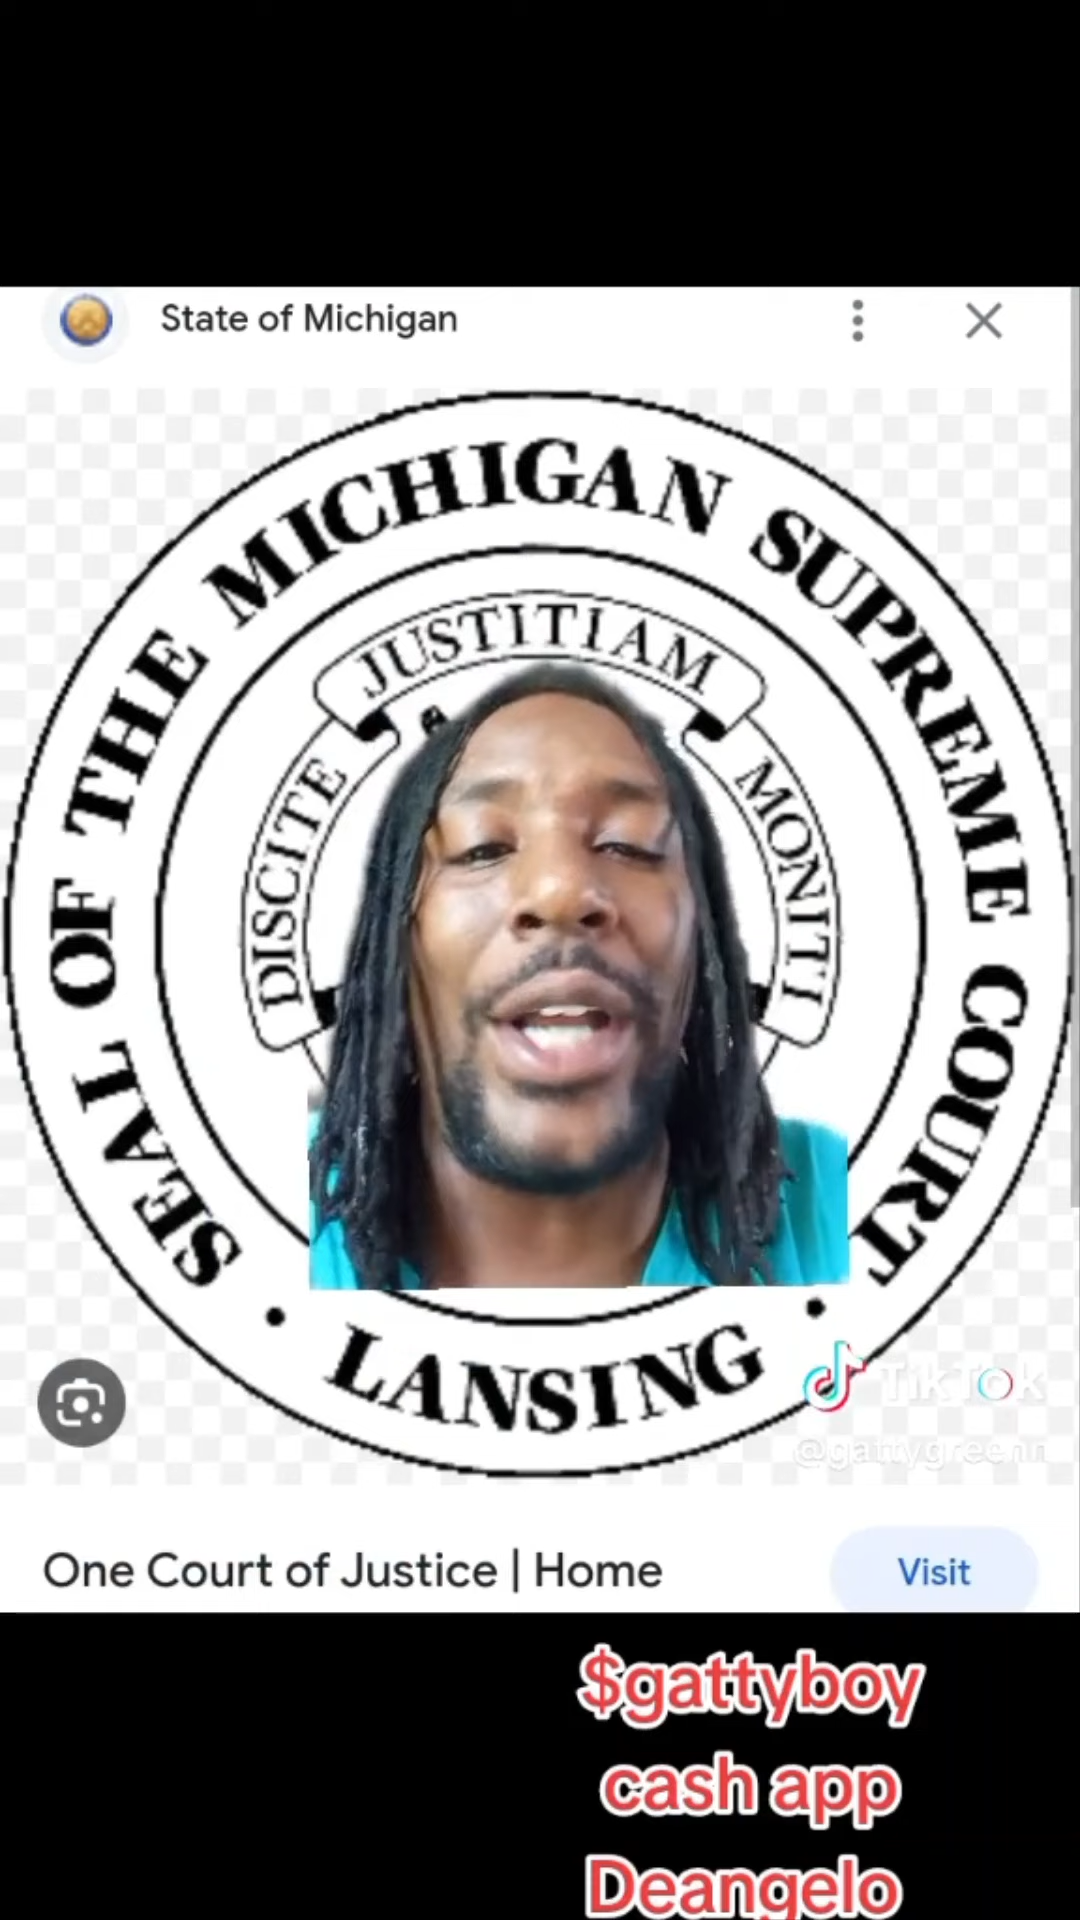 State of Michigan
SEAL OF THE MICHIGAN SUPREME COURT
DISCITE JUSTITIAM MONITI
• LANSING •
TikTok
@gattygreenn
One Court of Justice | Home
Visit
$gattyboy
cash app
Deangelo